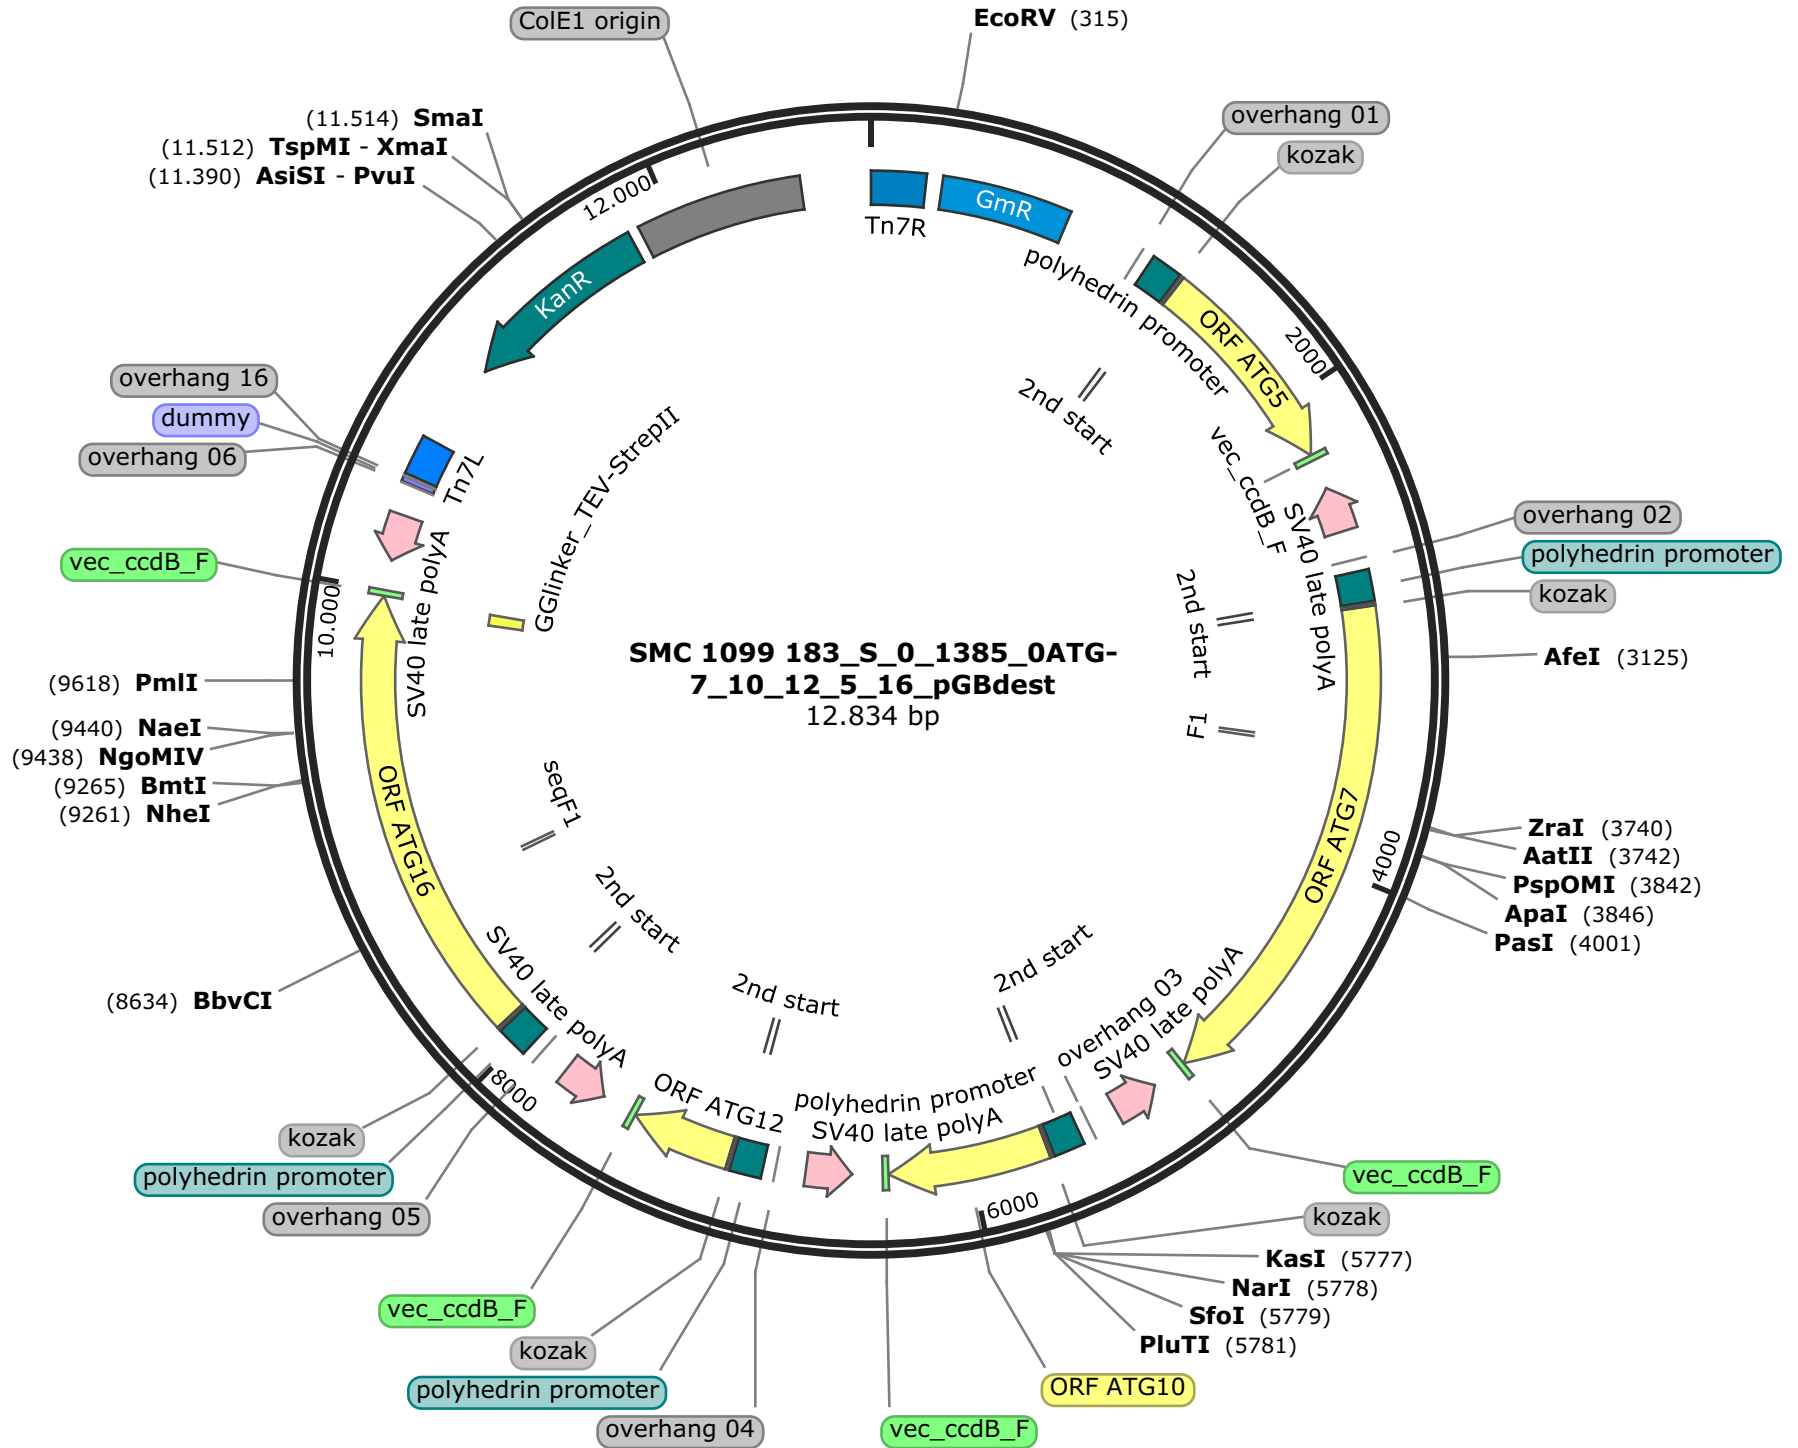 ColE1 origin
EcoRV (315)
overhang 01
kozak
(11.514) SmaI
(11.512) TspMI - XmaI
(11.390) AsiSI - PvuI
12.000
Tn7R
GmR
polyhedrin promoter
ORF ATG5
2000
KanR
2nd start
vec_ccdB_F
SV40 late polyA
overhang 16
dummy
overhang 06
Tn7L
GGlinker_TEV-StrepII
overhang 02
polyhedrin promoter
kozak
vec_ccdB_F
10.000
SV40 late polyA
2nd start
SMC 1099 183_S_0_1385_0ATG-
7_10_12_5_16_pGBdest
12.834 bp
AfeI (3125)
F1
(9618) PmlI
(9440) NaeI
(9438) NgoMIV
(9265) BmtI
(9261) NheI
ORF ATG16
seqF1
ORF ATG7
4000
ZraI (3740)
AatII (3742)
PspOMI (3842)
ApaI (3846)
PasI (4001)
(8634) BbvCI
2nd start
SV40 late polyA
2nd start
2nd start
overhang 03
SV40 late polyA
8000
ORF ATG12
polyhedrin promoter
SV40 late polyA
kozak
polyhedrin promoter
overhang 05
6000
vec_ccdB_F
kozak
KasI (5777)
NarI (5778)
SfoI (5779)
PluTI (5781)
vec_ccdB_F
kozak
polyhedrin promoter
overhang 04
ORF ATG10
vec_ccdB_F